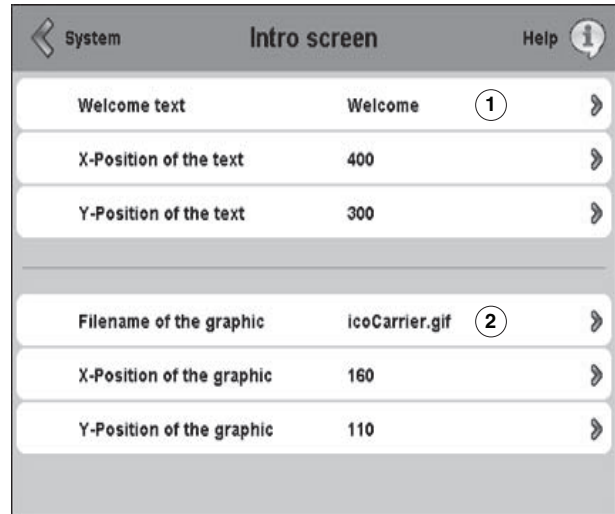 System Intro screen Help
Welcome text Welcome 1
X-Position of the text 400
Y-Position of the text 300
Filename of the graphic icoCarrier.gif 2
X-Position of the graphic 160
Y-Position of the graphic 110